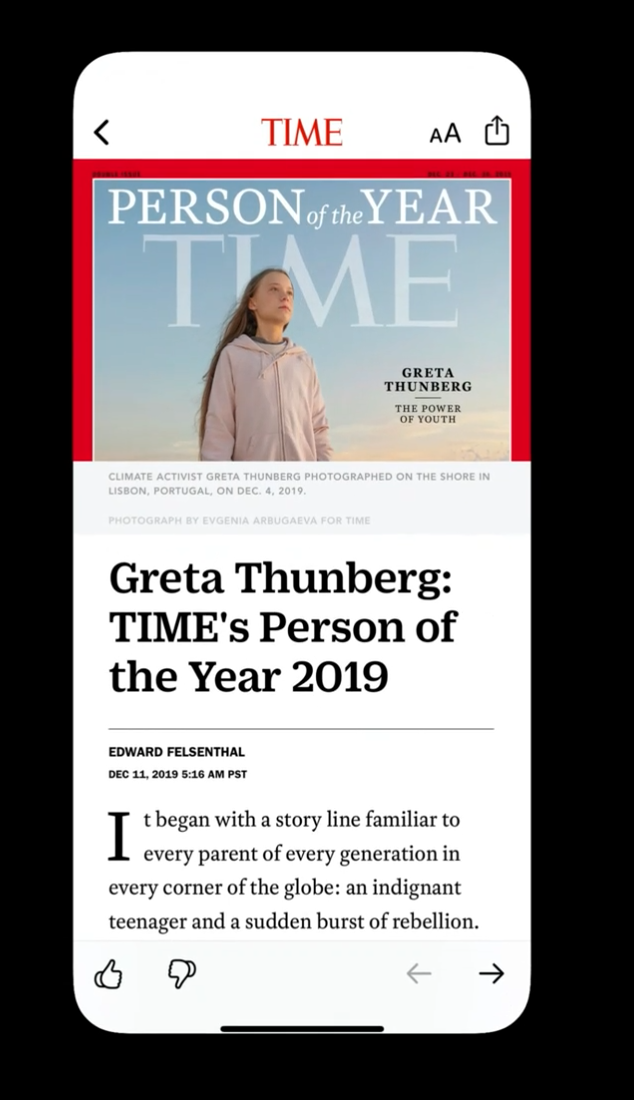 TIME
AA
PERSON of the YEAR
TIME
GRETA
THUNBERG
THE POWER
OF YOUTH
CLIMATE ACTIVIST GRETA THUNBERG PHOTOGRAPHED ON THE SHORE IN
LISBON, PORTUGAL, ON DEC. 4, 2019.
PHOTOGRAPH BY EVGENIA ARBUGAEVA FOR TIME
Greta Thunberg:
TIME's Person of
the Year 2019
EDWARD FELSENTHAL
DEC 11, 2019 5:16 AM PST
It began with a story line familiar to
every parent of every generation in
every corner of the globe: an indignant
teenager and a sudden burst of rebellion.